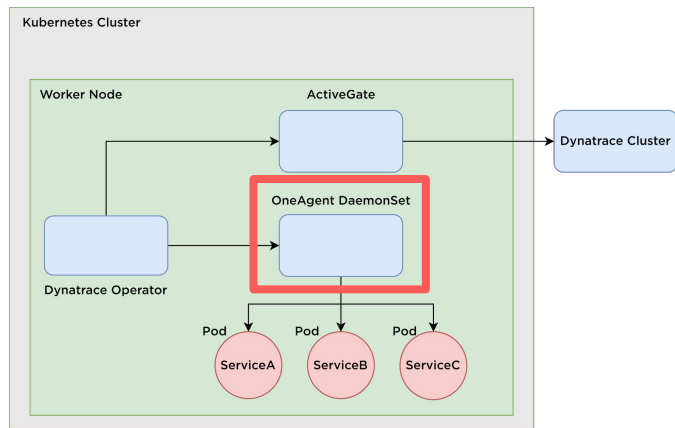 Kubernetes Cluster
Worker Node
ActiveGate
Dynatrace Cluster
OneAgent DaemonSet
Dynatrace Operator
Pod
Pod
Pod
ServiceA
ServiceB
ServiceC